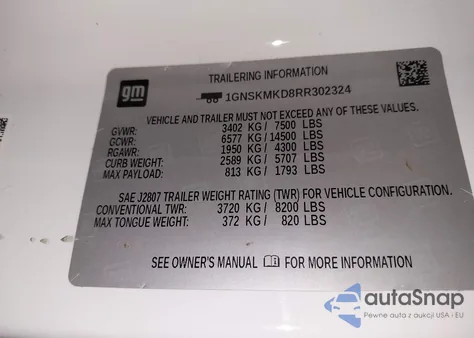 TRAILERING INFORMATION
gm
1GNSKMKD8RR302324
VEHICLE AND TRAILER MUST NOT EXCEED ANY OF THESE VALUES.
GVWR: 3402 KG / 7500 LBS
GCWR: 6577 KG / 14500 LBS
RGAWR: 1950 KG / 4300 LBS
CURB WEIGHT: 2589 KG / 5707 LBS
MAX PAYLOAD: 813 KG / 1793 LBS
SAE J2807 TRAILER WEIGHT RATING (TWR) FOR VEHICLE CONFIGURATION.
CONVENTIONAL TWR: 3720 KG / 8200 LBS
MAX TONGUE WEIGHT: 372 KG / 820 LBS
SEE OWNER'S MANUAL FOR MORE INFORMATION
autoSnap
Pewne auta z aukcji USA i EU